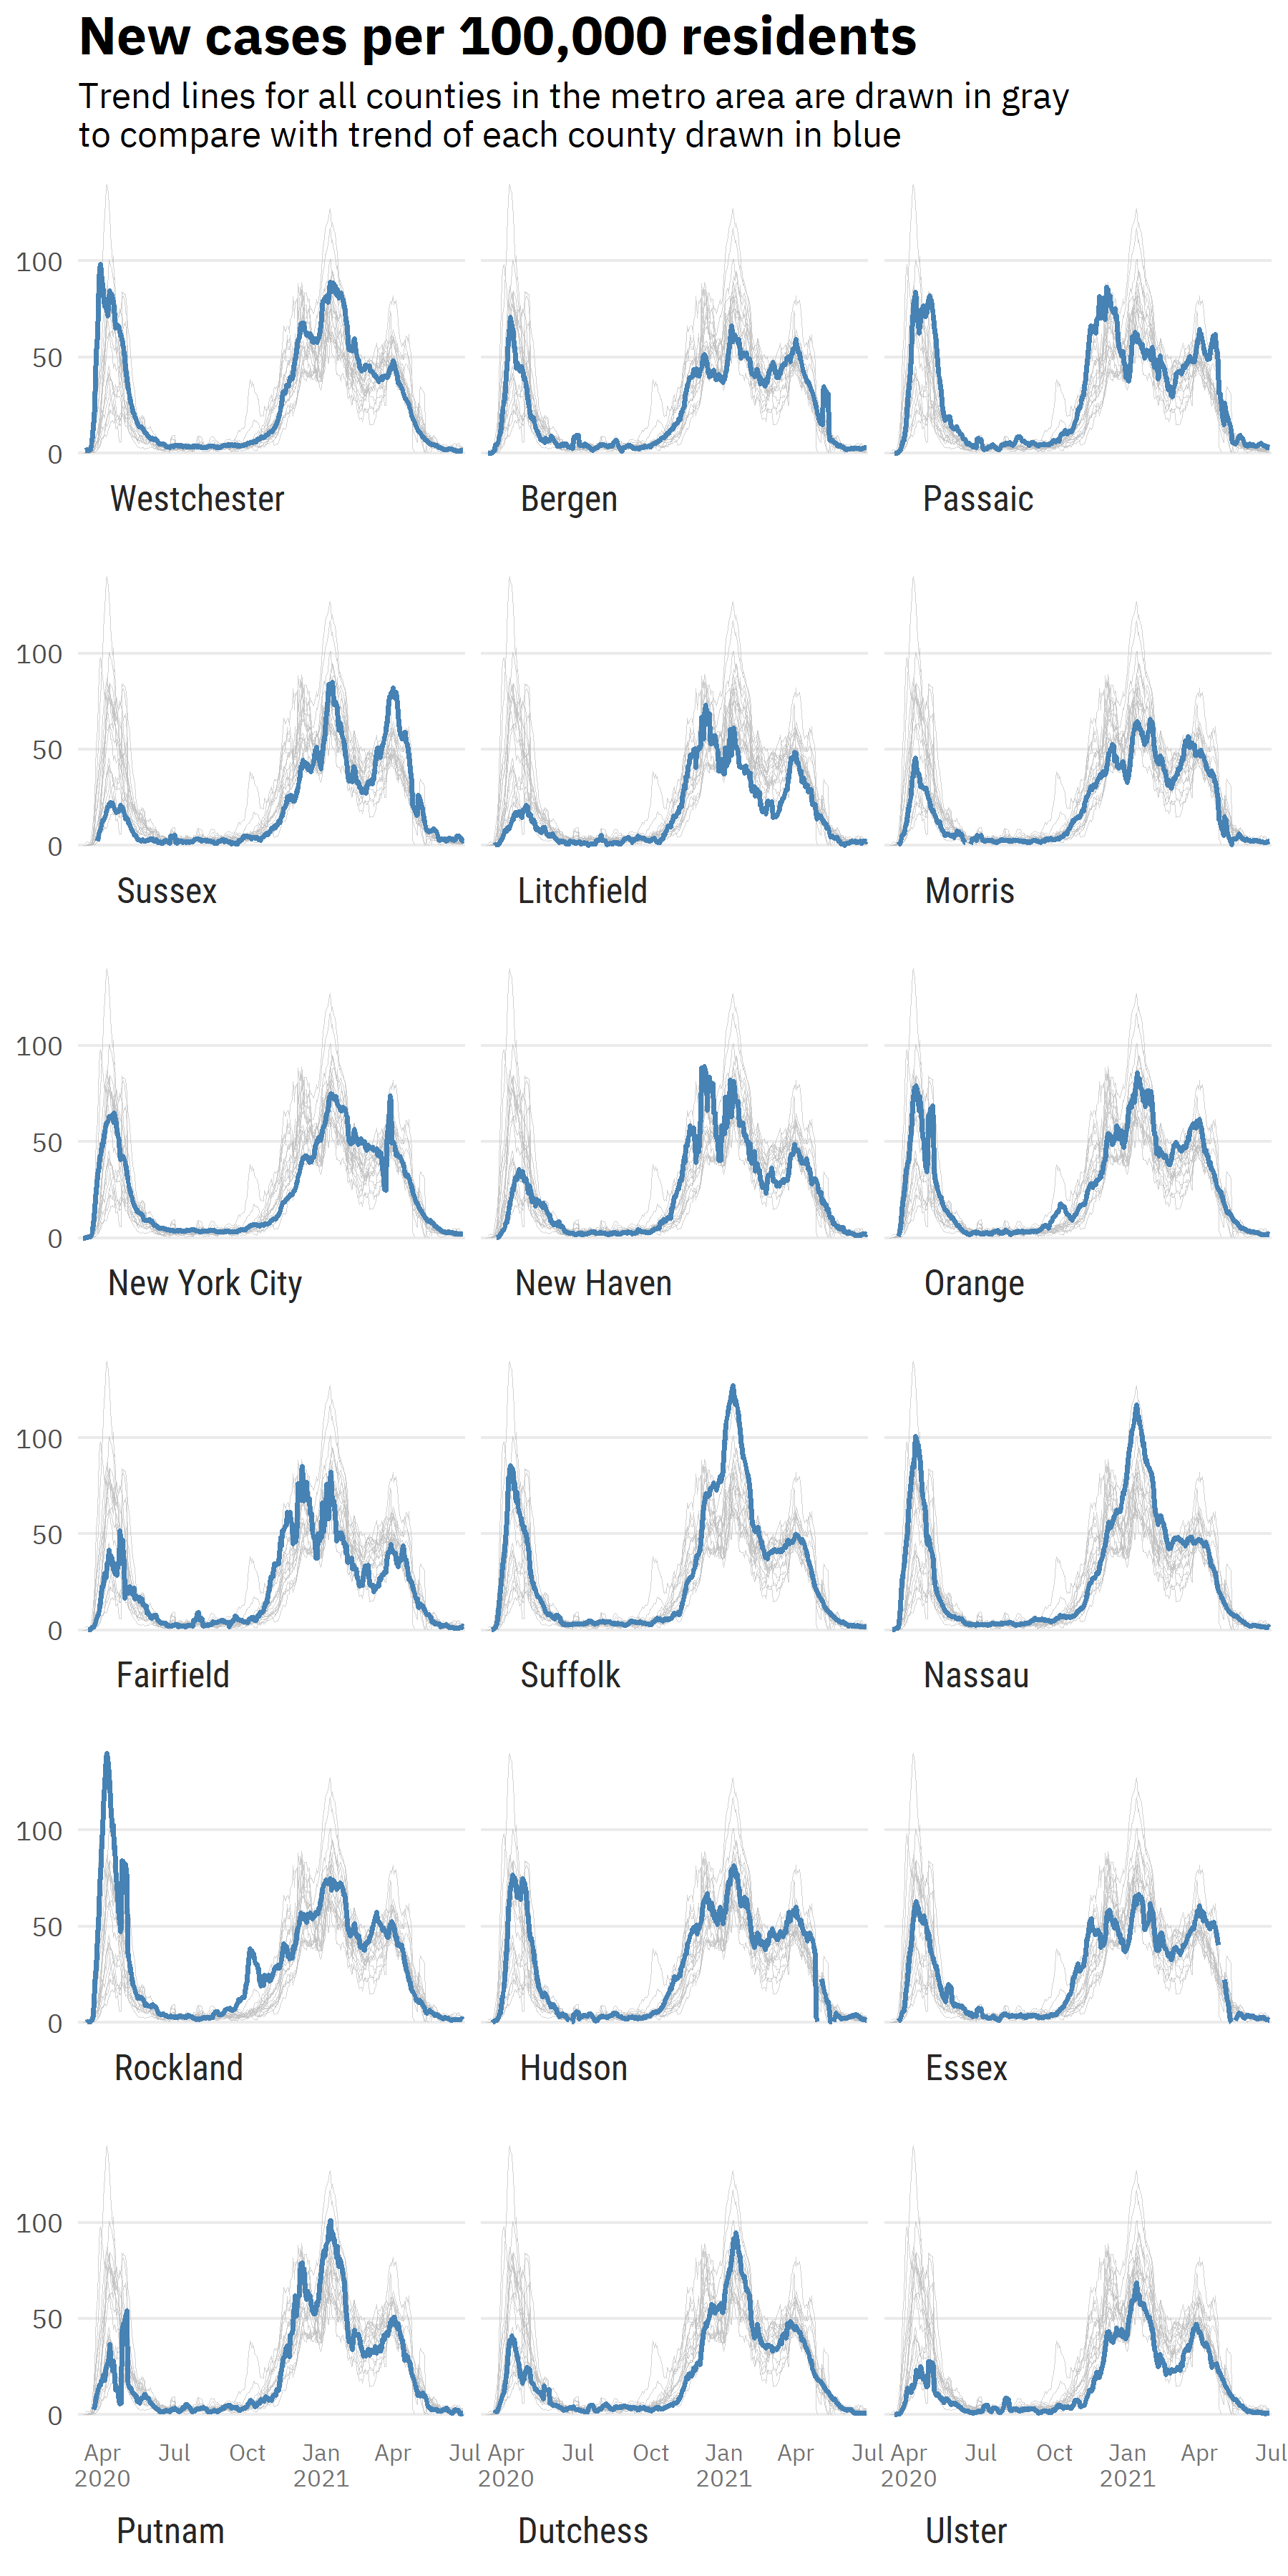 New cases per 100,000 residents
Trend lines for all counties in the metro area are drawn in gray
to compare with trend of each county drawn in blue
100
50
0
Westchester Bergen Passaic
100
50
0
Sussex Litchfield Morris
100
50
0
New York City New Haven Orange
100
50
0
Fairfield Suffolk Nassau
100
50
0
Rockland Hudson Essex
100
50
0
Apr Jul Oct Jan Apr Jul Apr Jul Oct Jan Apr Jul Apr Jul Oct Jan Apr Jul
2020 2021 2020 2021 2020 2021
Putnam Dutchess Ulster